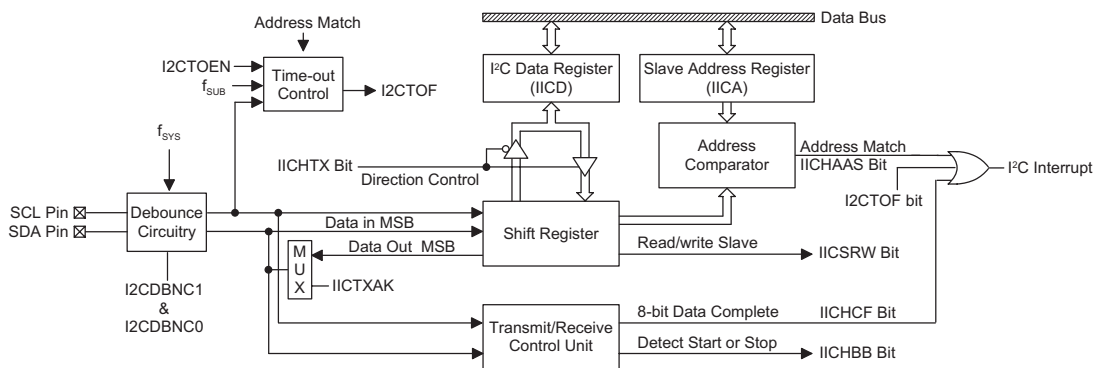 Address Match
Data Bus
I2CTOEN
fSUB
Time-out
Control
I2CTOF
I²C Data Register
(IICD)
Slave Address Register
(IICA)
fSYS
IICHTX Bit
Direction Control
Address
Comparator
Address Match
IICHAAS Bit
I²C Interrupt
I2CTOF bit
SCL Pin
SDA Pin
Debounce
Circuitry
Data in MSB
Shift Register
Data Out MSB
Read/write Slave
IICSRW Bit
M
U
X
IICTXAK
I2CDBNC1
&
I2CDBNC0
Transmit/Receive
Control Unit
8-bit Data Complete
IICHCF Bit
Detect Start or Stop
IICHBB Bit